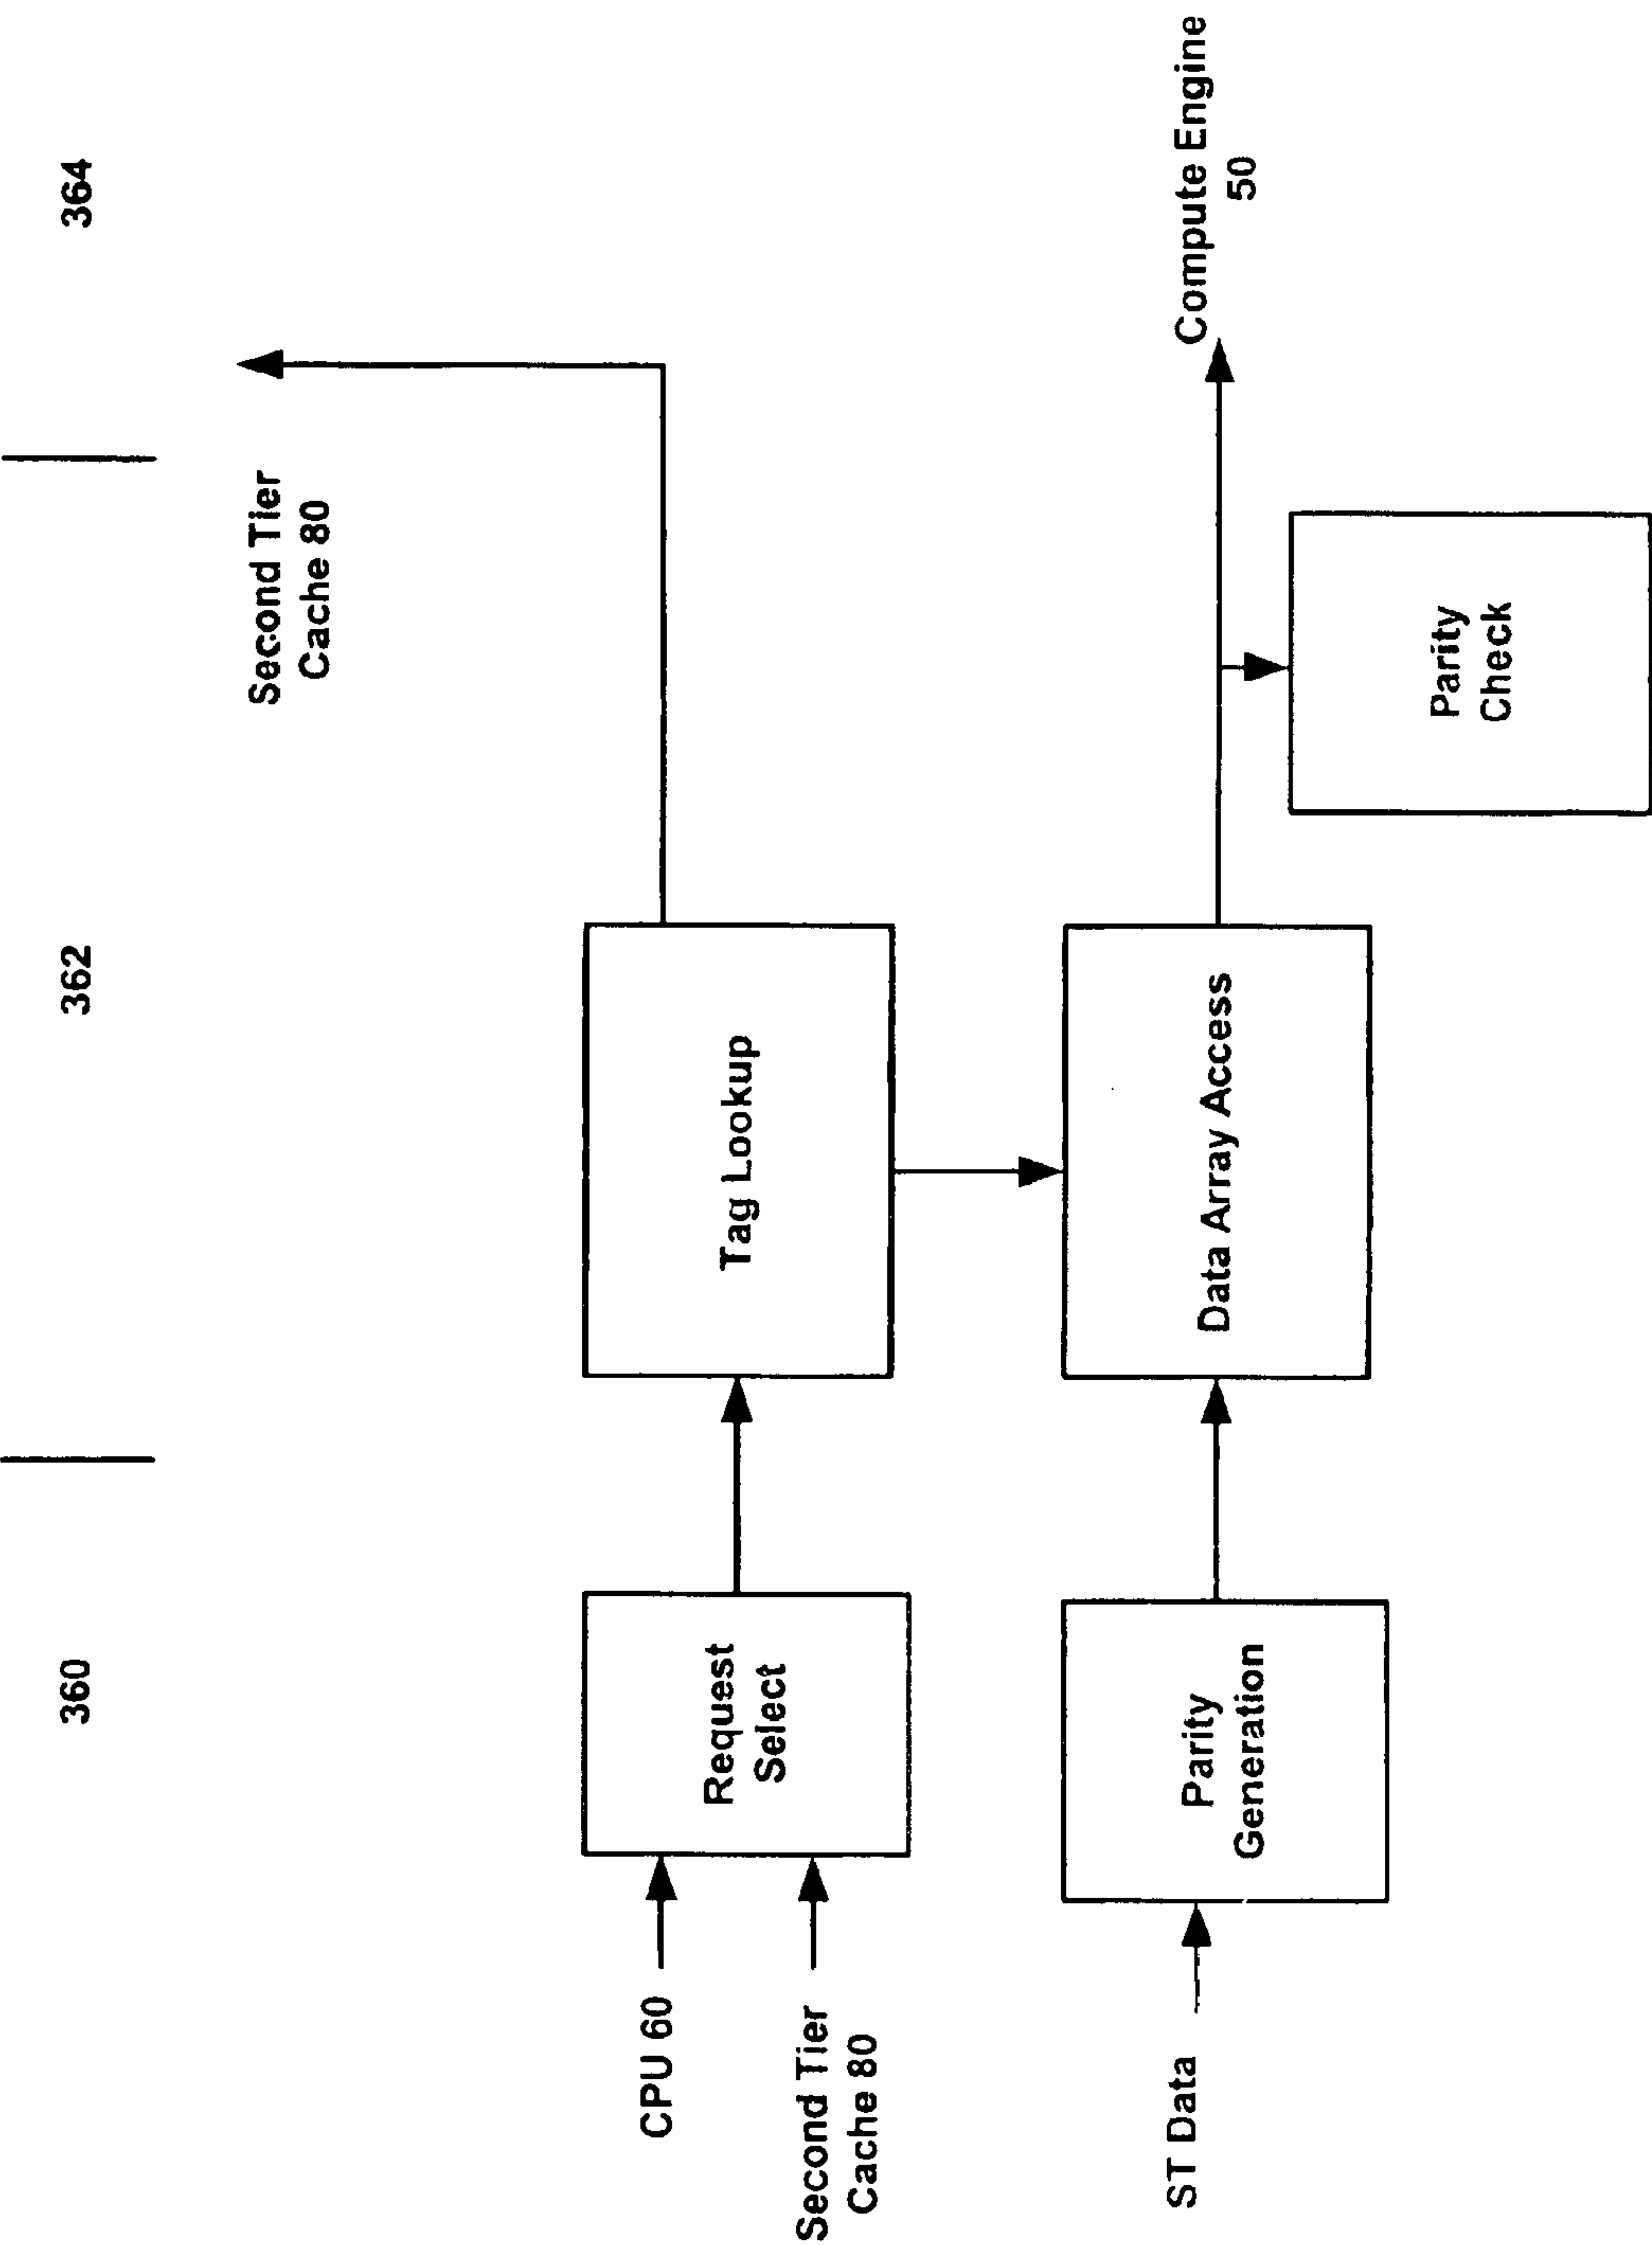 360
362
364
Second Tier
Cache 80
CPU 60
Second Tier
Cache 80
Request
Select
Tag Lookup
ST Data
Parity
Generation
Data Array Access
Compute Engine
50
Parity
Check